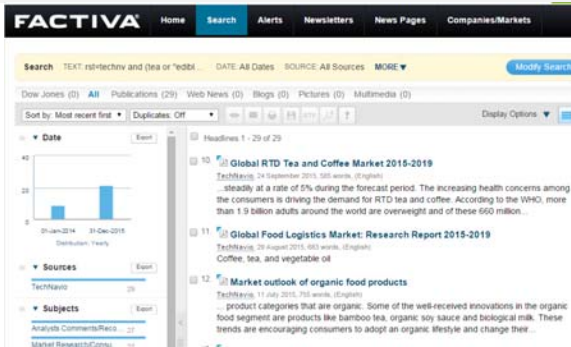 FACTIVA Home Search Alerts Newsletters News Pages Companies/Markets
Search TEXT: rst=technv and (tea or "edibl... DATE: All Dates SOURCE: All Sources MORE ▼ Modify Search
Dow Jones (0) All Publications (29) Web News (0) Blogs (0) Pictures (0) Multimedia (0)
Sort by: Most recent first Duplicates: Off Display Options ▼
Date Export
40
20
0
01-Jan-2014 31-Dec-2015
Distribution: Yearly
Sources Export
TechNavio 29
Subjects Export
Analysts Comments/Reco...
Market Research/Consu...
Headlines 1 - 29 of 29
10. Global RTD Tea and Coffee Market 2015-2019
TechNavio, 24 September 2015, 585 words, (English)
...steadily at a rate of 5% during the forecast period. The increasing health concerns among
the consumers is driving the demand for RTD tea and coffee. According to the WHO, more
than 1.9 billion adults around the world are overweight and of these 660 million...
11. Global Food Logistics Market: Research Report 2015-2019
TechNavio, August 2015, 663 words, (English)
Coffee, tea, and vegetable oil
12. Market outlook of organic food products
TechNavio, 11 July 2015, 755 words, (English)
... product categories that are organic. Some of the well-received innovations in the organic
food segment are products like bamboo tea, organic soy sauce and biological milk. These
trends are encouraging consumers to adopt an organic lifestyle and change their...